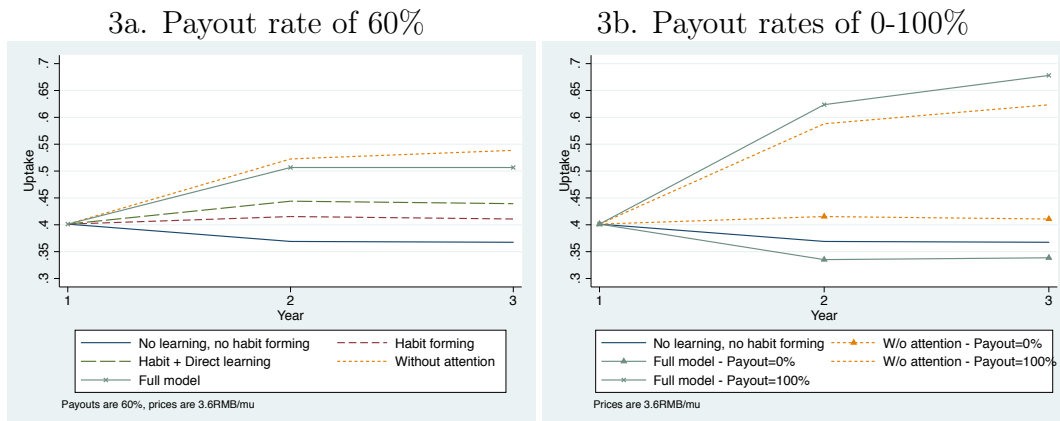 3a. Payout rate of 60%
.7
.65
.6
.55
.5
.45
.4
.35
.3
Uptake
1 2 3
Year
No learning, no habit forming
Habit forming
Habit + Direct learning
Without attention
Full model
Payouts are 60%, prices are 3.6RMB/mu
3b. Payout rates of 0-100%
.7
.65
.6
.55
.5
.45
.4
.35
.3
Uptake
1 2 3
Year
No learning, no habit forming
W/o attention - Payout=0%
Full model - Payout=0%
W/o attention - Payout=100%
Full model - Payout=100%
Prices are 3.6RMB/mu